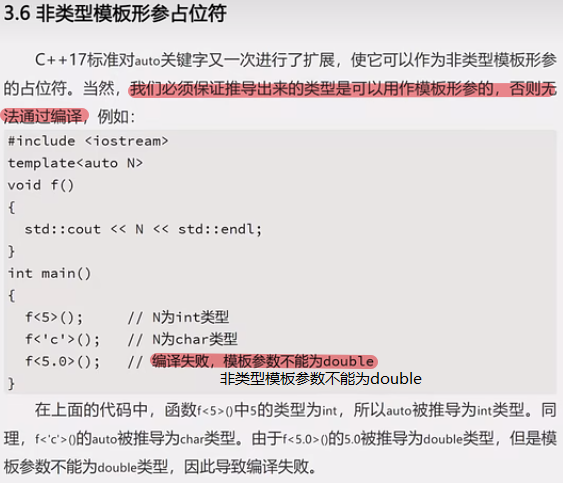 3.6 非类型模板形参占位符
C++17标准对auto关键字又一次进行了扩展，使它可以作为非类型模板形参
的占位符。当然，我们必须保证推导出来的类型是可以用作模板形参的，否则无
法通过编译，例如：
#include <iostream>
template<auto N>
void f()
{
  std::cout << N << std::endl;
}
int main()
{
  f<5>();     // N为int类型
  f<'c'>();   // N为char类型
  f<5.0>();   // 编译失败，模板参数不能为double
非类型模板参数不能为double
}
在上面的代码中，函数f<5>()中5的类型为int，所以auto被推导为int类型。同
理，f<'c'>()的auto被推导为char类型。由于f<5.0>()的5.0被推导为double类型，但是模
板参数不能为double类型，因此导致编译失败。